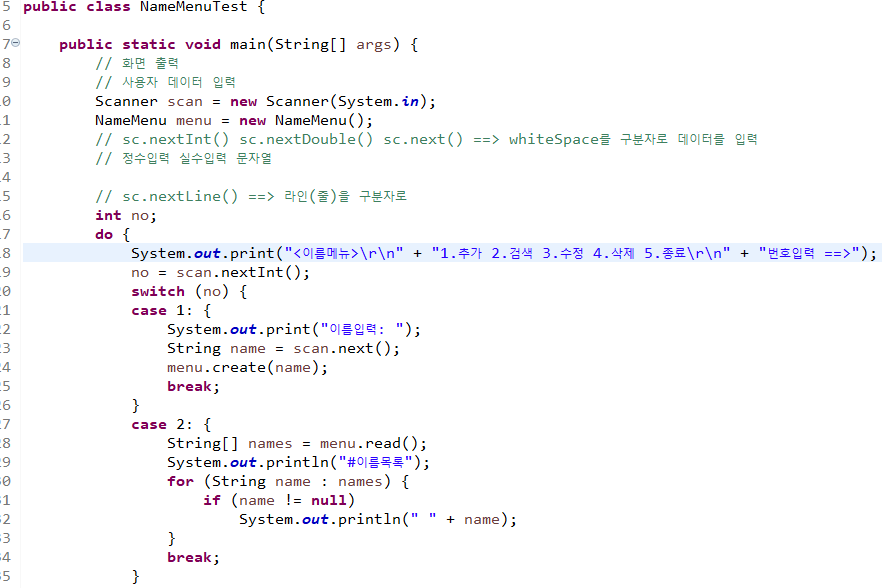 5 public class NameMenuTest {
6
7 public static void main(String[] args) {
8 // 화면 출력
9 // 사용자 데이터 입력
0 Scanner scan = new Scanner(System.in);
1 NameMenu menu = new NameMenu();
2 // sc.nextInt() sc.nextDouble() sc.next() ==> whiteSpace를 구분자로 데이터를 입력
3 // 정수입력 실수입력 문자열
4
5 // sc.nextLine() ==> 라인(줄)을 구분자로
6 int no;
7 do {
8 System.out.print("<이름메뉴>\r\n" + "1.추가 2.검색 3.수정 4.삭제 5.종료\r\n" + "번호입력 ==>");
9 no = scan.nextInt();
0 switch (no) {
1 case 1: {
2 System.out.print("이름입력: ");
3 String name = scan.next();
4 menu.create(name);
5 break;
6 }
7 case 2: {
8 String[] names = menu.read();
9 System.out.println("#이름목록");
0 for (String name : names) {
1 if (name != null)
2 System.out.println(" " + name);
3 }
4 break;
5 }